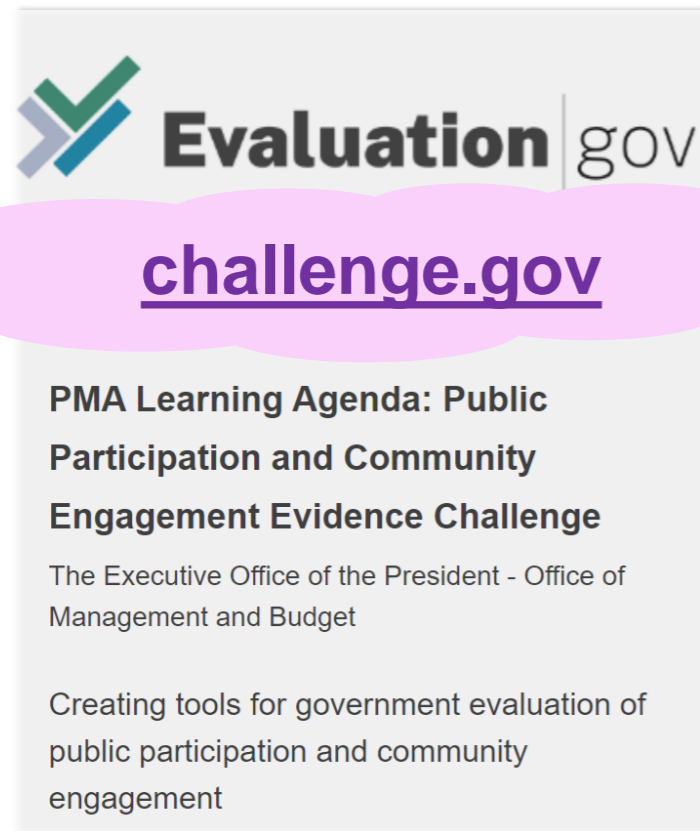 Evaluation gov
challenge.gov
PMA Learning Agenda: Public
Participation and Community
Engagement Evidence Challenge
The Executive Office of the President - Office of
Management and Budget
Creating tools for government evaluation of
public participation and community
engagement